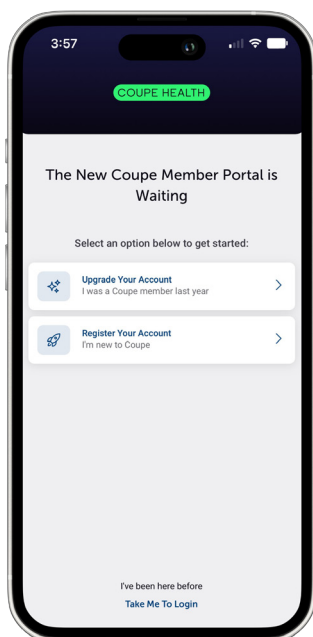 3:57
COUPE HEALTH
The New Coupe Member Portal is
Waiting
Select an option below to get started:
Upgrade Your Account
I was a Coupe member last year
Register Your Account
I'm new to Coupe
I've been here before
Take Me To Login